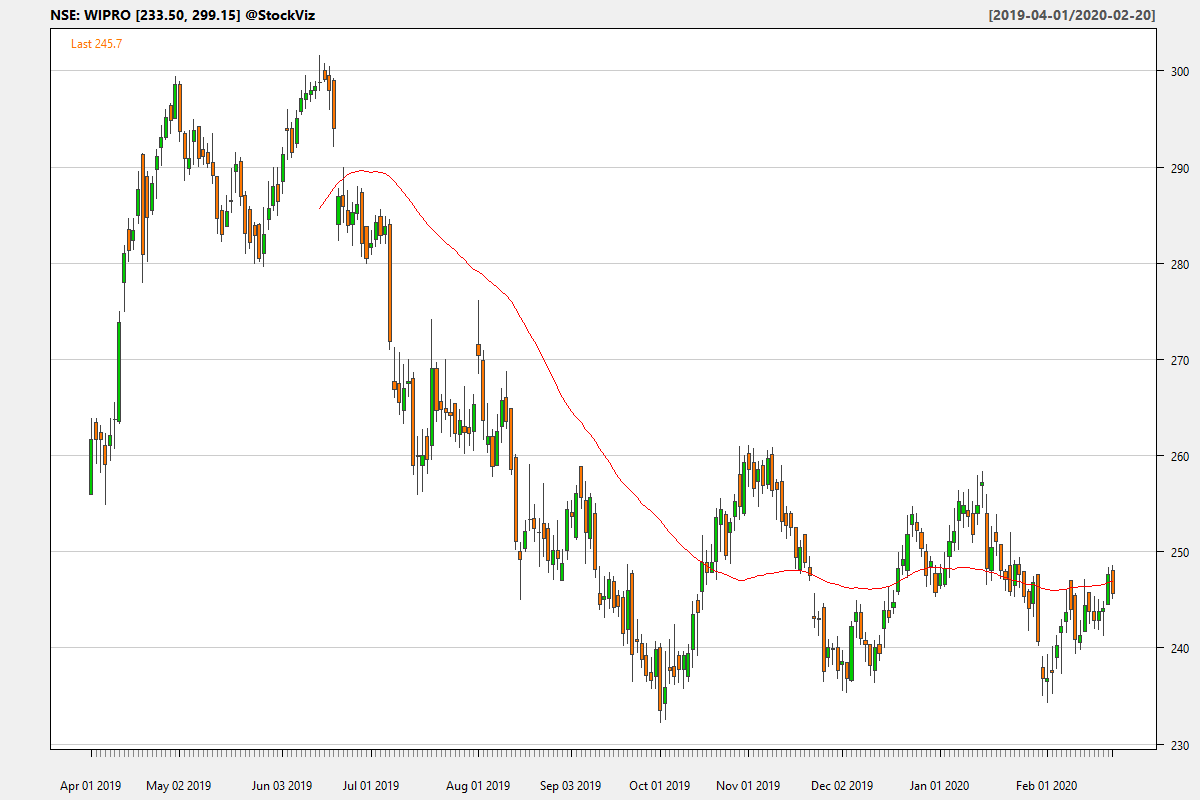 NSE: WIPRO [233.50, 299.15] @StockViz [2019-04-01/2020-02-20]
Last 245.7
300
290
280
270
260
250
240
230
Apr 01 2019 May 02 2019 Jun 03 2019 Jul 01 2019 Aug 01 2019 Sep 03 2019 Oct 01 2019 Nov 01 2019 Dec 02 2019 Jan 01 2020 Feb 01 2020